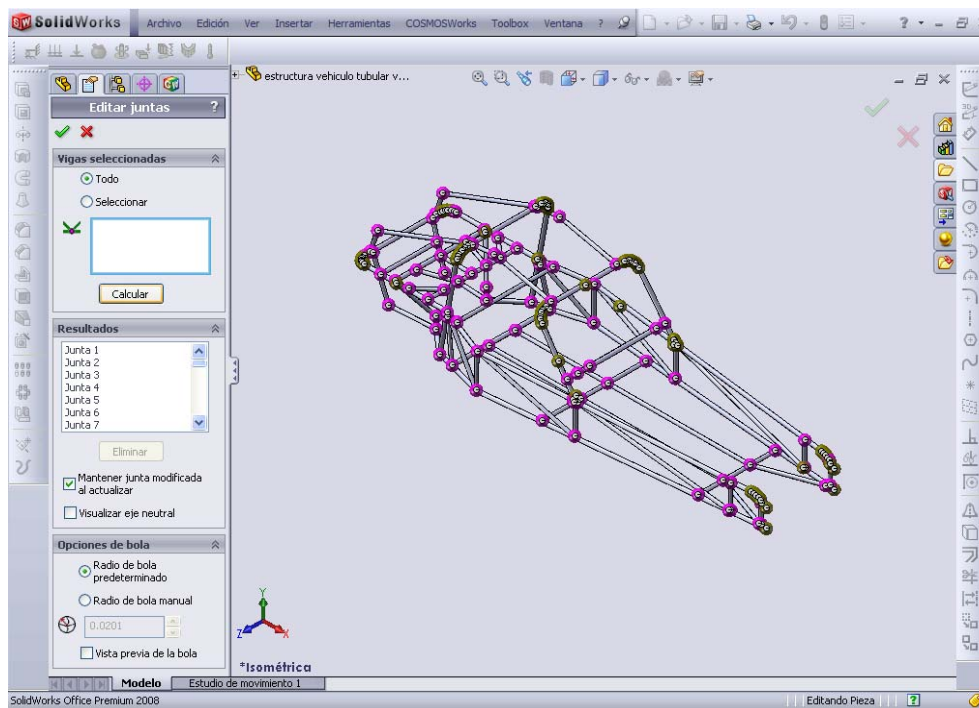 SolidWorks Archivo Edición Ver Insertar Herramientas COSMOSWorks Toolbox Ventana ?
estructura vehiculo tubular v...
Editar juntas ?
Vigas seleccionadas
Todo
Seleccionar
Calcular
Resultados
Junta 1
Junta 2
Junta 3
Junta 4
Junta 5
Junta 6
Junta 7
Eliminar
Mantener junta modificada
al actualizar
Visualizar eje neutral
Opciones de bola
Radio de bola
predeterminado
Radio de bola manual
0.0201
Vista previa de la bola
Y
Z X
*Isométrica
Modelo Estudio de movimiento 1
SolidWorks Office Premium 2008 Editando Pieza ?